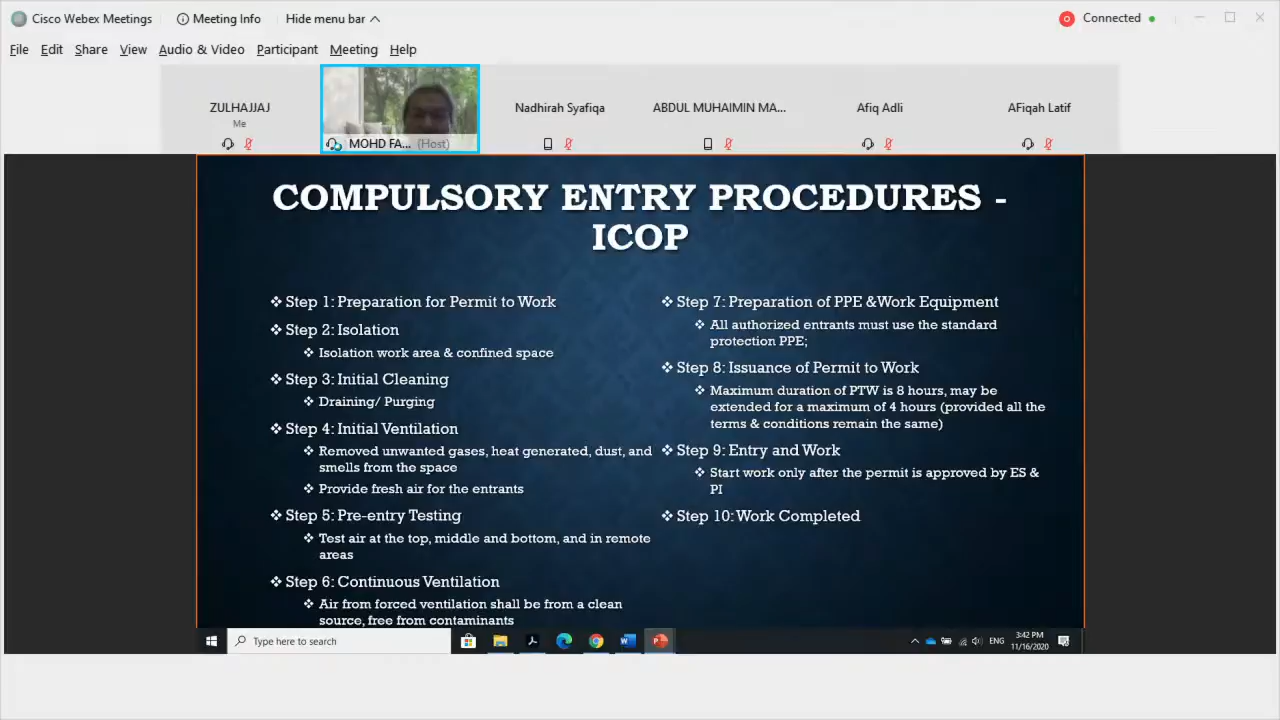 Cisco Webex Meetings
Meeting Info
Hide menu bar
Connected
File Edit Share View Audio & Video Participant Meeting Help
ZULHAJJAJ
Me
MOHD FA... (Host)
Nadhirah Syafiqa
ABDUL MUHAIMIN MA...
Afiq Adli
AFiqah Latif
COMPULSORY ENTRY PROCEDURES -
ICOP
Step 1: Preparation for Permit to Work
Step 2: Isolation
Isolation work area & confined space
Step 3: Initial Cleaning
Draining/ Purging
Step 4: Initial Ventilation
Removed unwanted gases, heat generated, dust, and
smells from the space
Provide fresh air for the entrants
Step 5: Pre-entry Testing
Test air at the top, middle and bottom, and in remote
areas
Step 6: Continuous Ventilation
Air from forced ventilation shall be from a clean
source, free from contaminants
Step 7: Preparation of PPE &Work Equipment
All authorized entrants must use the standard
protection PPE;
Step 8: Issuance of Permit to Work
Maximum duration of PTW is 8 hours, may be
extended for a maximum of 4 hours (provided all the
terms & conditions remain the same)
Step 9: Entry and Work
Start work only after the permit is approved by ES &
PI
Step 10: Work Completed
Type here to search
ENG
3:42 PM
11/16/2020